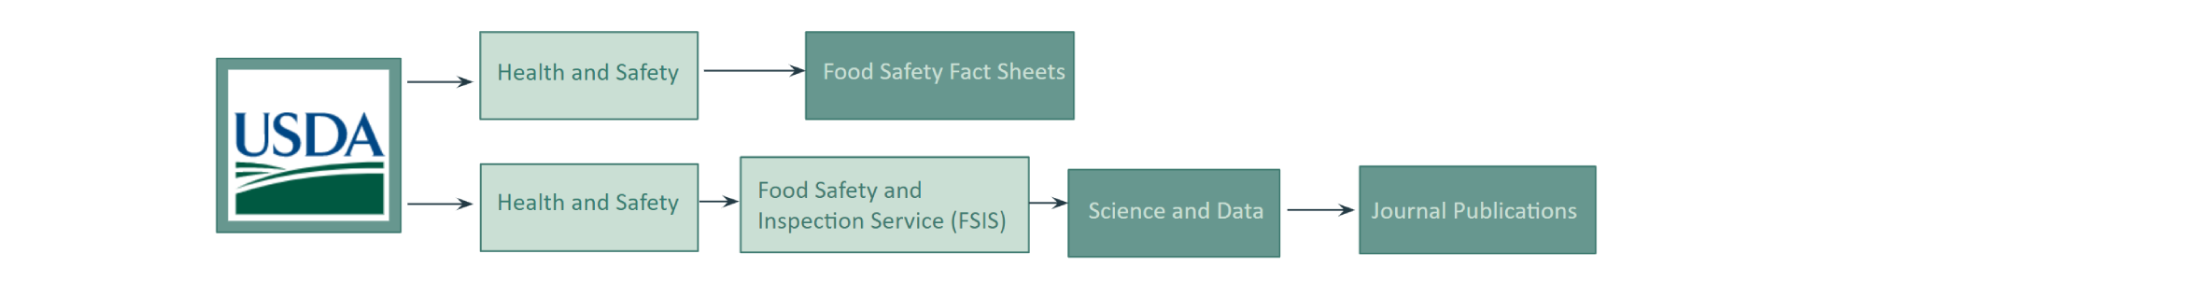 USDA
Health and Safety
Food Safety Fact Sheets
Health and Safety
Food Safety and
Inspection Service (FSIS)
Science and Data
Journal Publications